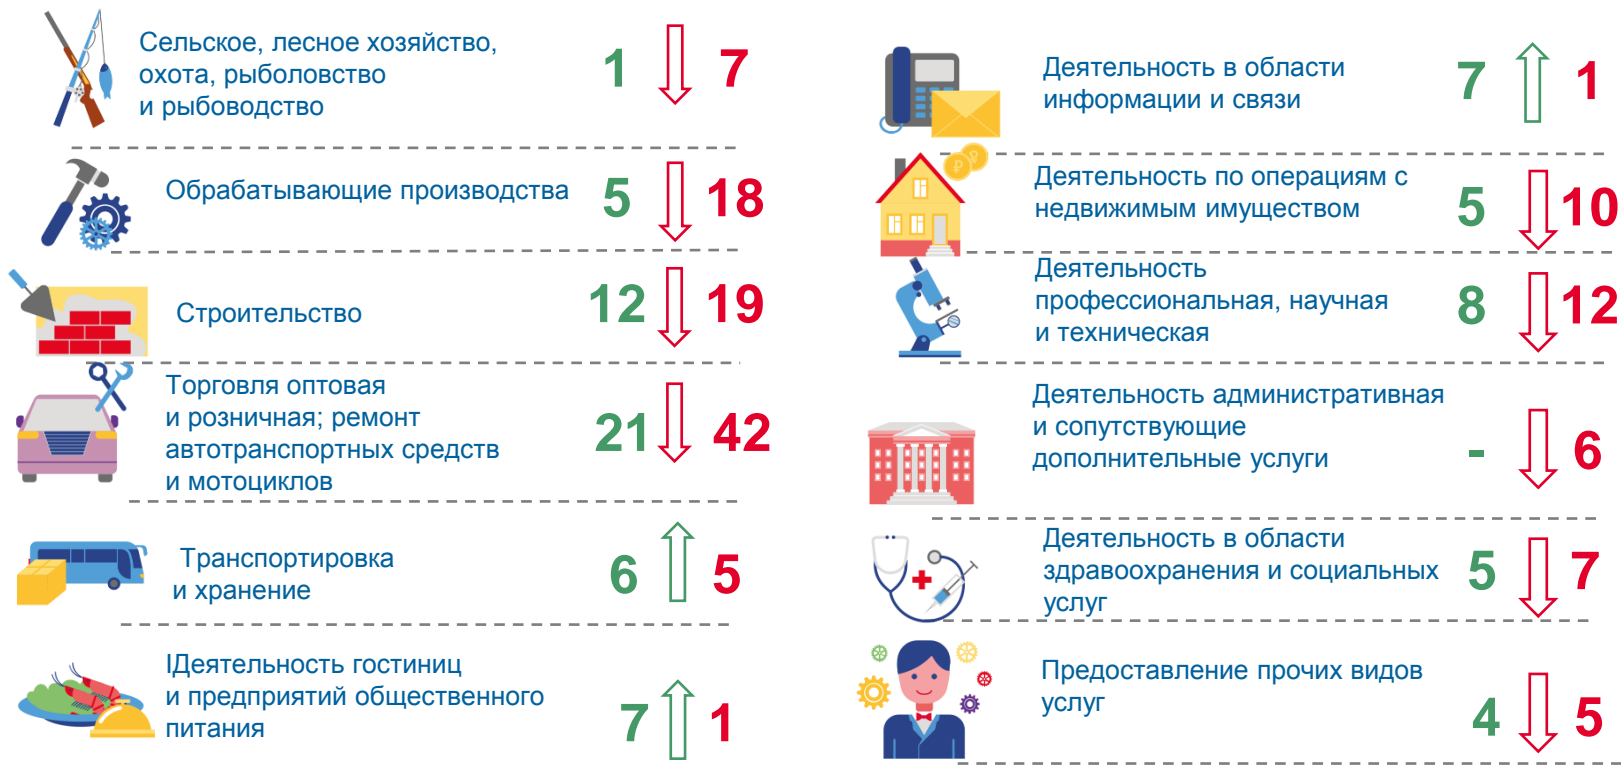 Сельское, лесное хозяйство,
охота, рыболовство
и рыбоводство
1 7
Обрабатывающие производства
5 18
Строительство
12 19
Торговля оптовая
и розничная; ремонт
автотранспортных средств
и мотоциклов
21 42
Транспортировка
и хранение
6 5
IДеятельность гостиниц
и предприятий общественного
питания
7 1
Деятельность в области
информации и связи
7 1
Деятельность по операциям с
недвижимым имуществом
5 10
Деятельность
профессиональная, научная
и техническая
8 12
Деятельность административная
и сопутствующие
дополнительные услуги
- 6
Деятельность в области
здравоохранения и социальных
услуг
5 7
Предоставление прочих видов
услуг
4 5